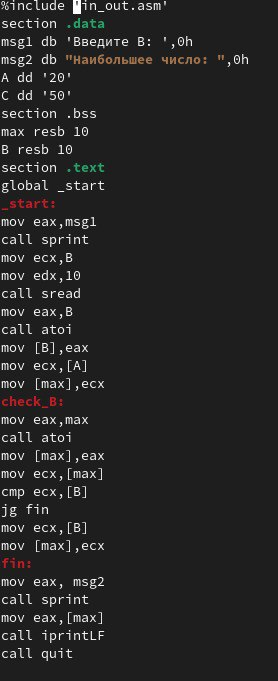 %include 'in_out.asm'
section .data
msg1 db 'Введите B: ',0h
msg2 db "Наибольшее число: ",0h
A dd '20'
C dd '50'
section .bss
max resb 10
B resb 10
section .text
global _start
_start:
mov eax,msg1
call sprint
mov ecx,B
mov edx,10
call sread
mov eax,B
call atoi
mov [B],eax
mov ecx,[A]
mov [max],ecx
check_B:
mov eax,max
call atoi
mov [max],eax
mov ecx,[max]
cmp ecx,[B]
jg fin
mov ecx,[B]
mov [max],ecx
fin:
mov eax, msg2
call sprint
mov eax,[max]
call iprintLF
call quit